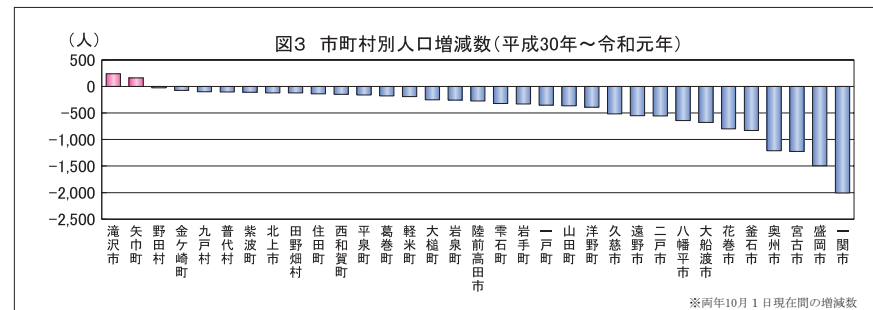 （人）
図3 市町村別人口増減数（平成30年～令和元年）
500
0
-500
-1,000
-1,500
-2,000
-2,500
滝沢市
矢巾町
野田村
金ケ崎町
九戸村
普代村
紫波町
北上市
田野畑村
住田町
西和賀町
平泉町
葛巻町
軽米町
大槌町
岩泉町
陸前高田市
雫石町
岩手町
一戸町
山田町
洋野町
久慈市
遠野市
二戸市
八幡平市
大船渡市
花巻市
釜石市
奥州市
宮古市
盛岡市
一関市
※両年10月1日現在間の増減数